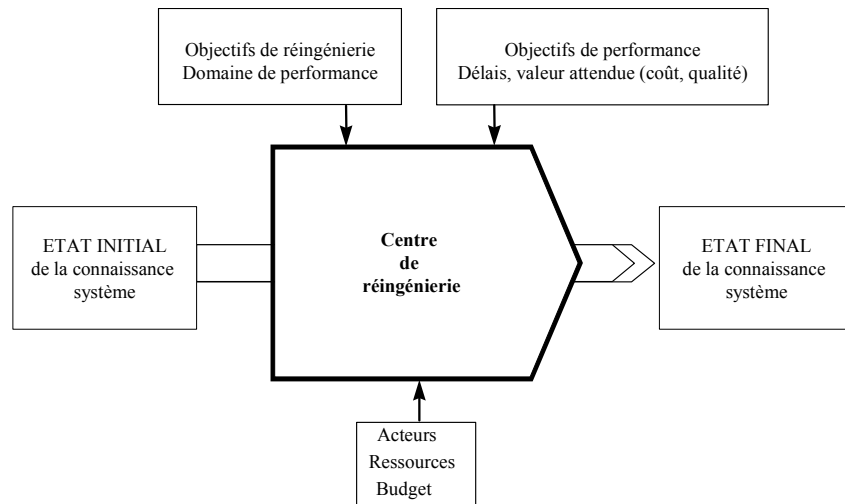 Objectifs de réingénierie
Domaine de performance
Objectifs de performance
Délais, valeur attendue (coût, qualité)
ETAT INITIAL
de la connaissance
système
Centre
de
réingénierie
ETAT FINAL
de la connaissance
système
Acteurs
Ressources
Budget